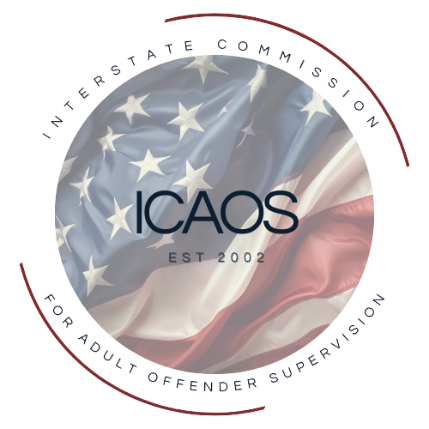 INTERSTATE COMMISSION
ICAOS
EST 2002
FOR ADULT OFFENDER SUPERVISION